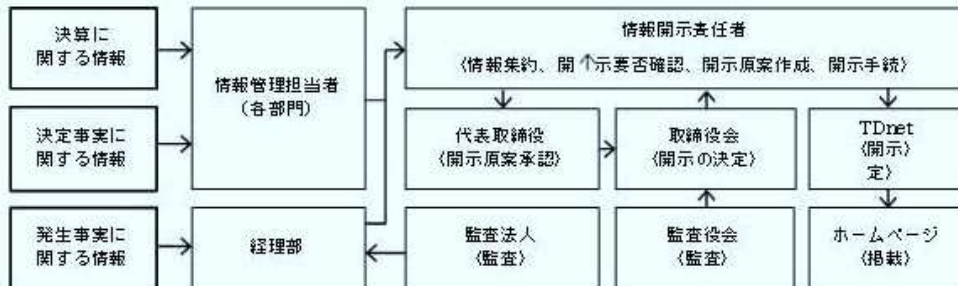 決算に
関する情報
決定事実に
関する情報
発生事実に
関する情報
情報管理担当者
(各部門)
経理部
情報開示責任者
〈情報集約、開↑示要否確認、開示原案作成、開示手続〉
代表取締役
〈開示原案承認〉
取締役会
〈開示の決定〉
TDnet
〈開示〉
定〉
監査法人
〈監査〉
監査役会
〈監査〉
ホームページ
〈掲載〉